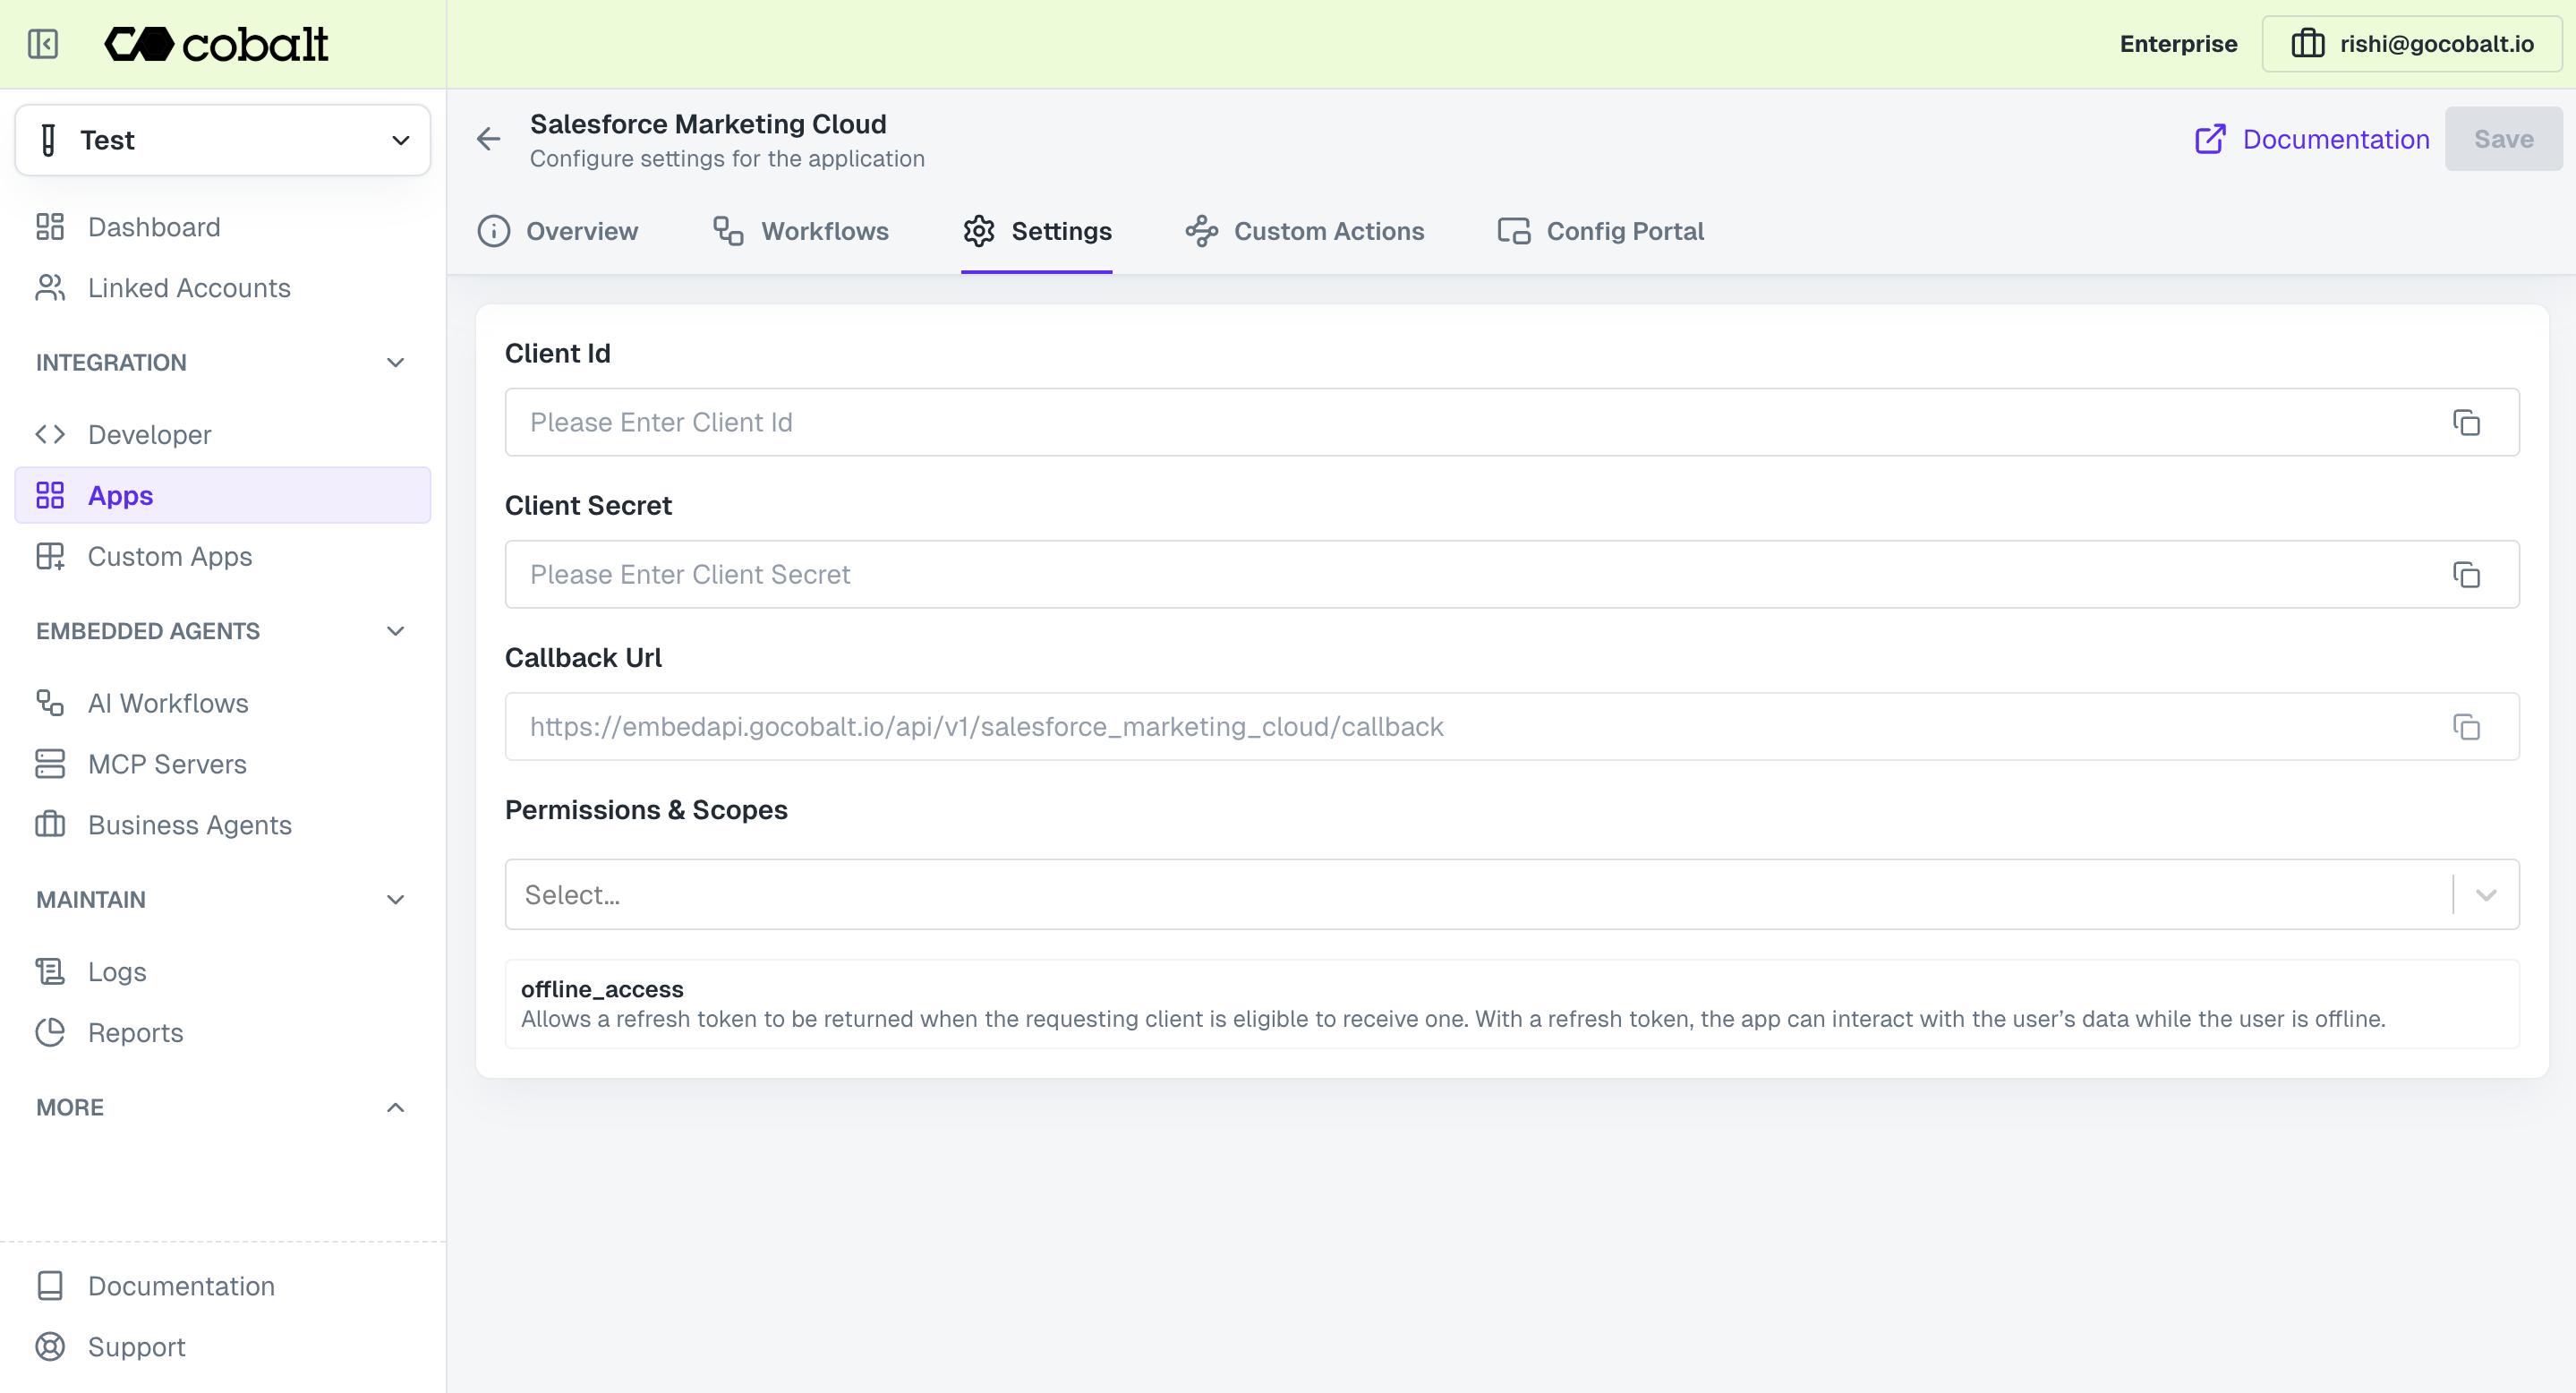 cobalt
Enterprise
rishi@gocobalt.io
Test
Dashboard
Linked Accounts
INTEGRATION
Developer
Apps
Custom Apps
EMBEDDED AGENTS
AI Workflows
MCP Servers
Business Agents
MAINTAIN
Logs
Reports
MORE
Documentation
Support
Salesforce Marketing Cloud
Configure settings for the application
Documentation
Save
Overview
Workflows
Settings
Custom Actions
Config Portal
Client Id
Please Enter Client Id
Client Secret
Please Enter Client Secret
Callback Url
https://embedapi.gocobalt.io/api/v1/salesforce_marketing_cloud/callback
Permissions & Scopes
Select...
offline_access
Allows a refresh token to be returned when the requesting client is eligible to receive one. With a refresh token, the app can interact with the user’s data while the user is offline.